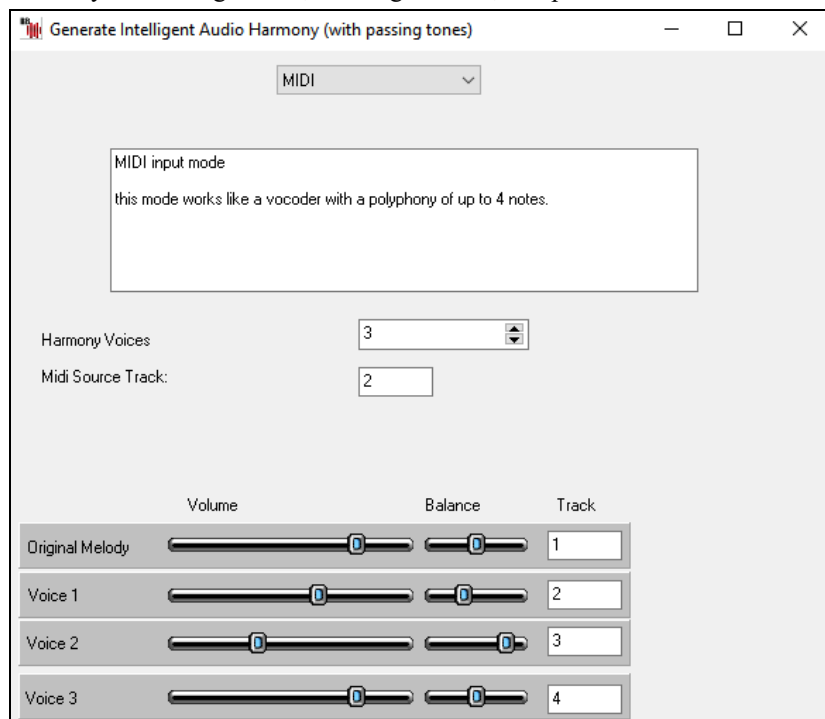 Generate Intelligent Audio Harmony (with passing tones)
MIDI
MIDI input mode
this mode works like a vocoder with a polyphony of up to 4 notes.
Harmony Voices 3
Midi Source Track: 2
Volume Balance Track
Original Melody 1
Voice 1 2
Voice 2 3
Voice 3 4